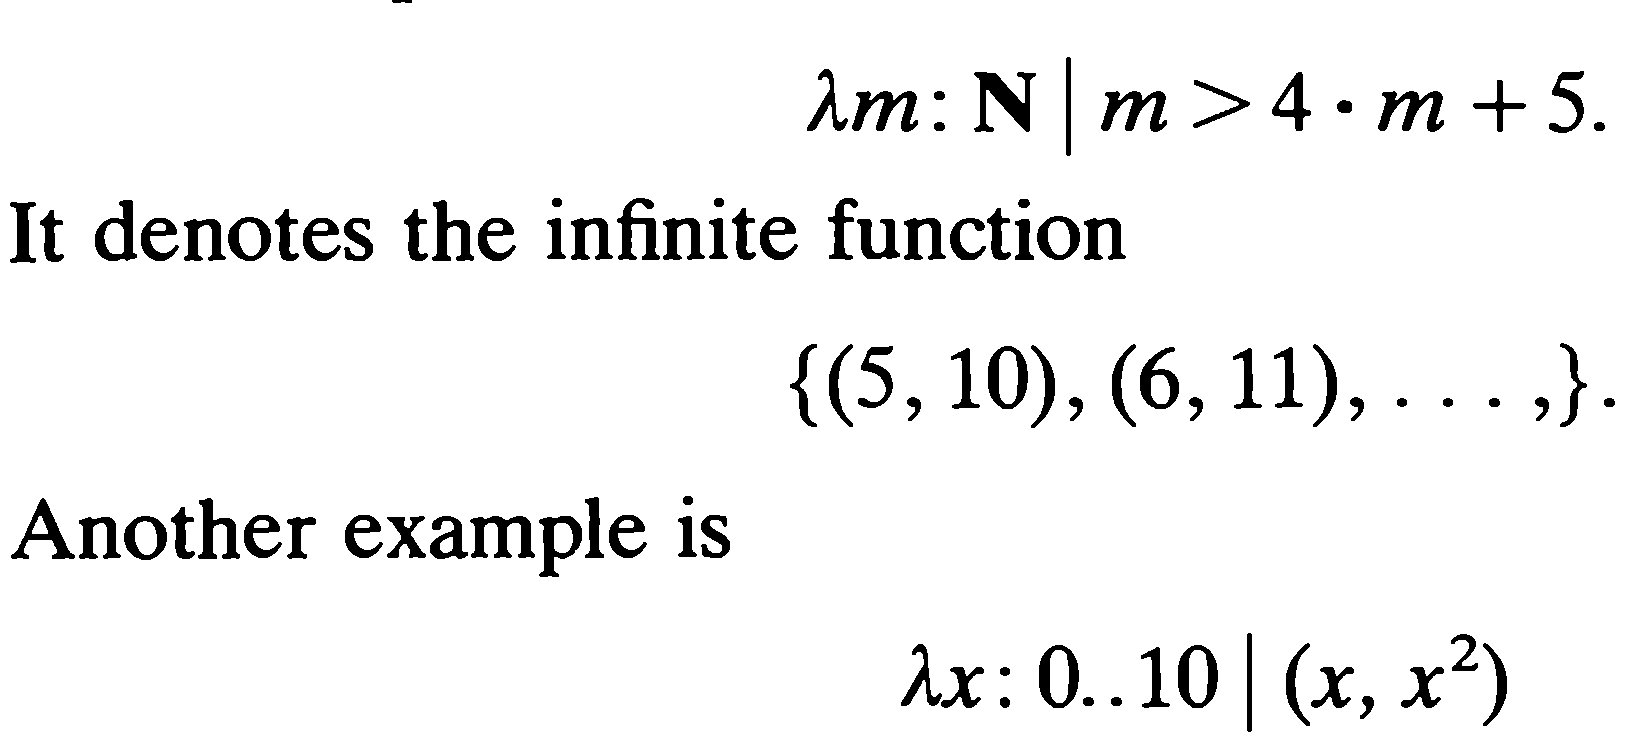 λm: N | m > 4 · m + 5.
It denotes the infinite function
{(5, 10), (6, 11), . . . ,}.
Another example is
λx: 0..10 | (x, x²)